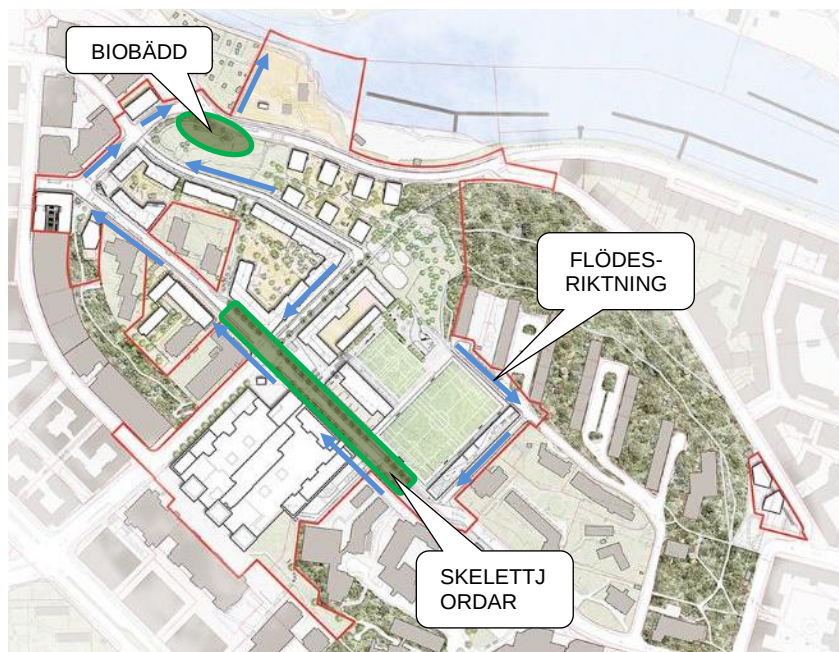 BIOBÄDD
FLÖDES-
RIKTNING
SKELETTJ
ORDAR